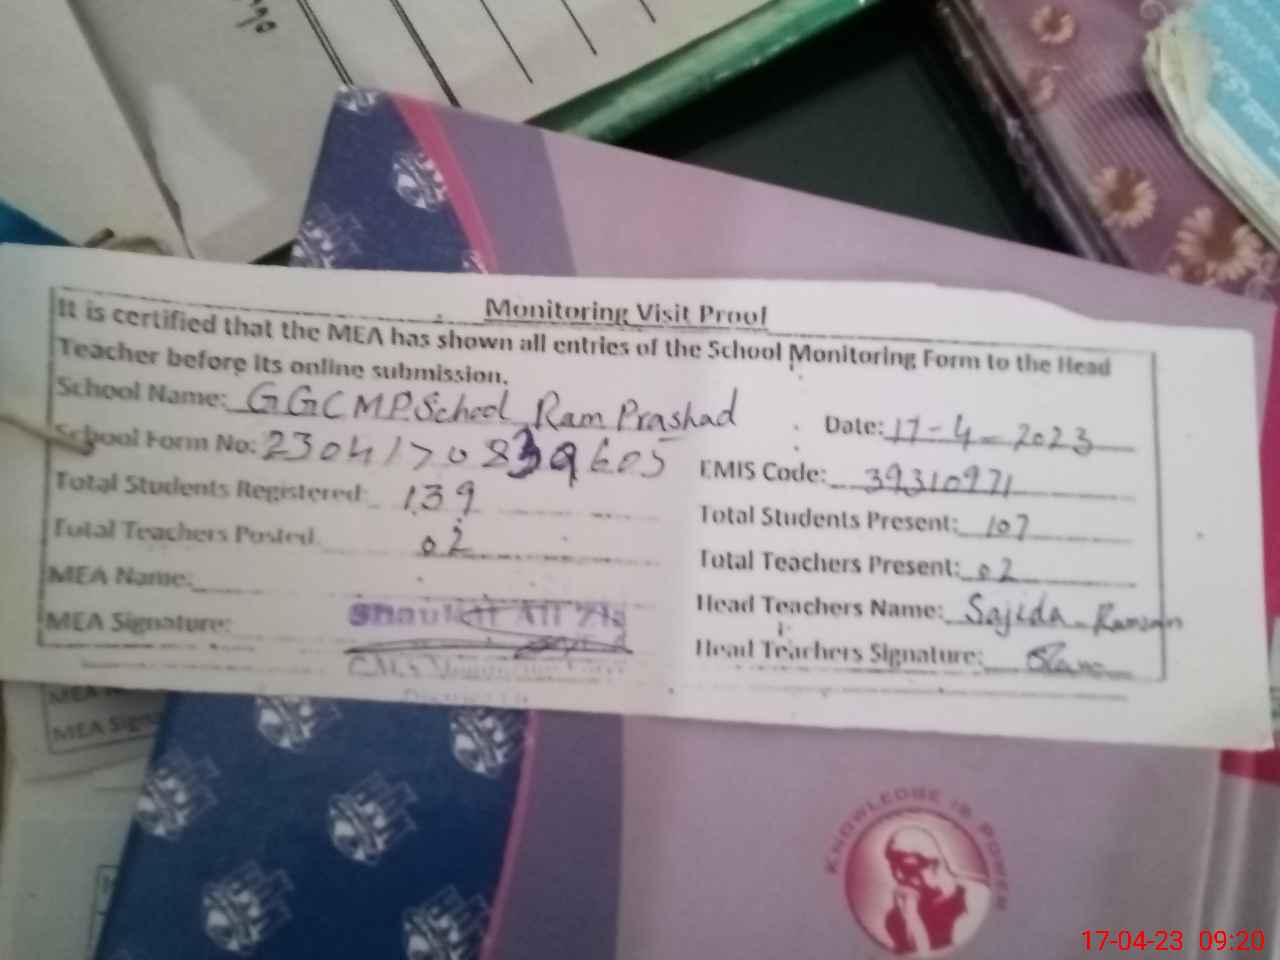 Monitoring Visit Proof
It is certified that the MEA has shown all entries of the School Monitoring Form to the Head
Teacher before its online submission.
School Name: GGCMP.School Ram Prashad
Date: 17-4-2023
School Form No: 2304170839605
EMIS Code: 39310971
Total Students Registered: 139
Total Students Present: 107
Total Teachers Posted: 02
Total Teachers Present: 02
MEA Name:
Head Teachers Name: Sajida Ramzan
MEA Signature:
Head Teachers Signature:
MEA Signa
KNOWLEDGE IS POWER
17-04-23 09:20